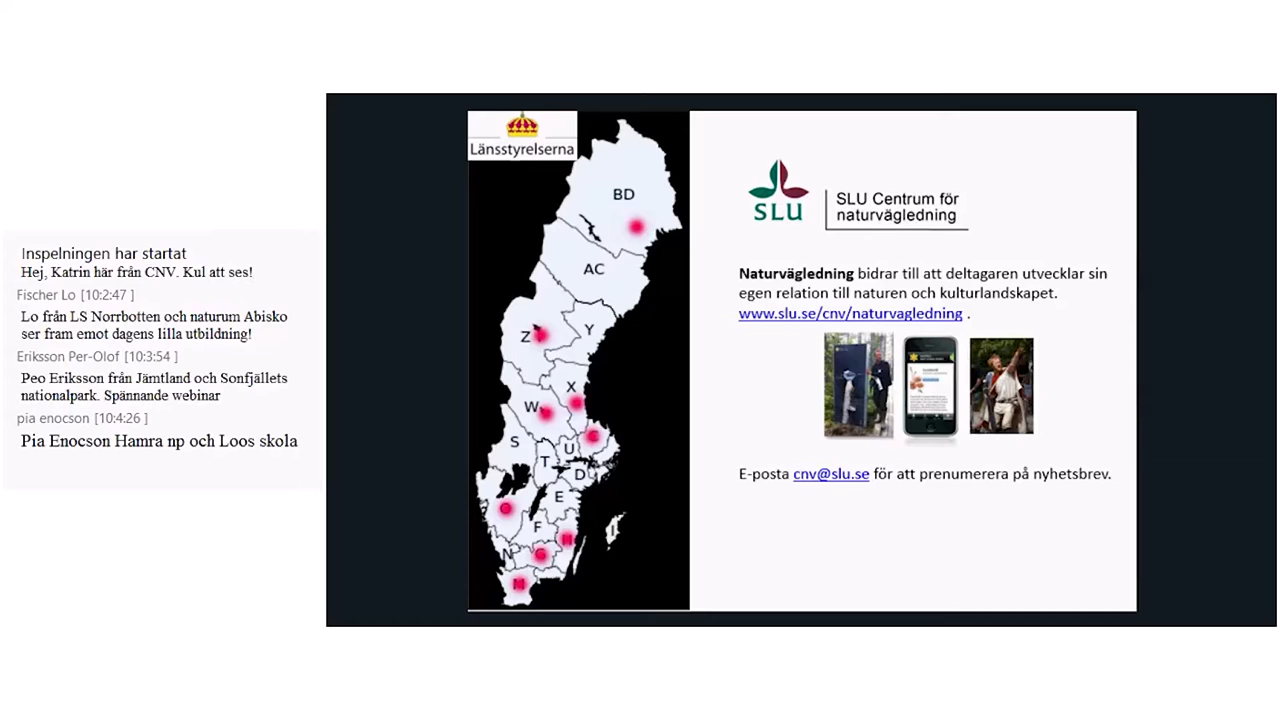 Inspelningen har startat
Hej, Katrin här från CNV. Kul att ses!
Fischer Lo [10:2:47 ]
Lo från LS Norrbotten och naturum Abisko
ser fram emot dagens lilla utbildning!
Eriksson Per-Olof [10:3:54 ]
Peo Eriksson från Jämtland och Sonfjällets
nationalpark. Spännande webinar
pia enocson [10:4:26 ]
Pia Enocson Hamra np och Loos skola
Länsstyrelserna
BD
AC
Z
Y
X
W
C
S
U
T
D
E
O
F
I
H
N
G
M
SLU
SLU Centrum för
naturvägledning
Naturvägledning bidrar till att deltagaren utvecklar sin
egen relation till naturen och kulturlandskapet.
www.slu.se/cnv/naturvagledning .
E-posta cnv@slu.se för att prenumerera på nyhetsbrev.